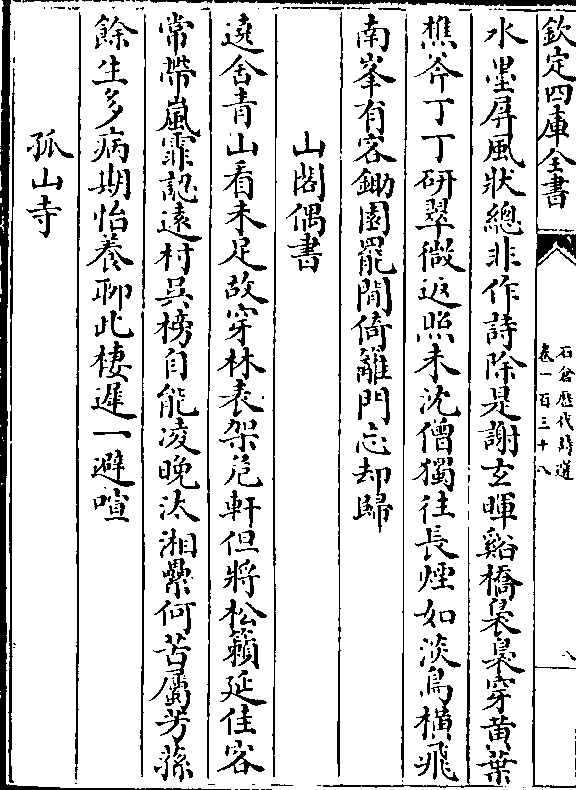 欽定四庫全書
石倉歷代詩選
卷一百三十八
八
水墨屏風狀總非作詩除是謝玄暉谿橋裊裊穿黄葉
樵斧丁丁斫翠微返照未沈僧獨往長煙如淡鳥橫飛
南峯有客鋤園罷閒倚離門忘却歸
山閣偶書
遶舍青山看未足故穿林表架危軒但將松籟延佳客
常帶嵐霏認遠村吳榜自能凌晚汰湘纍何苦屬芳蓀
餘生多病期怡養聊此棲遲一避喧
孤山寺